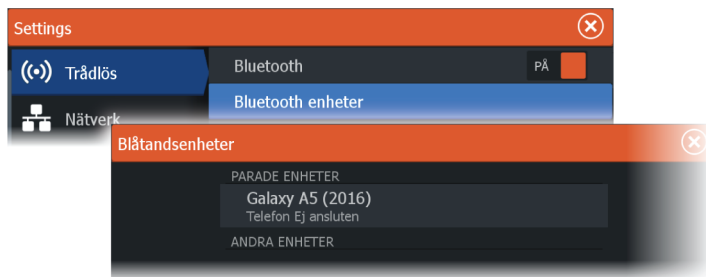 Settings
Trådlös
Bluetooth
PÅ
Bluetooth enheter
Nätverk
Blåtandsenheter
PARADE ENHETER
Galaxy A5 (2016)
Telefon Ej ansluten
ANDRA ENHETER